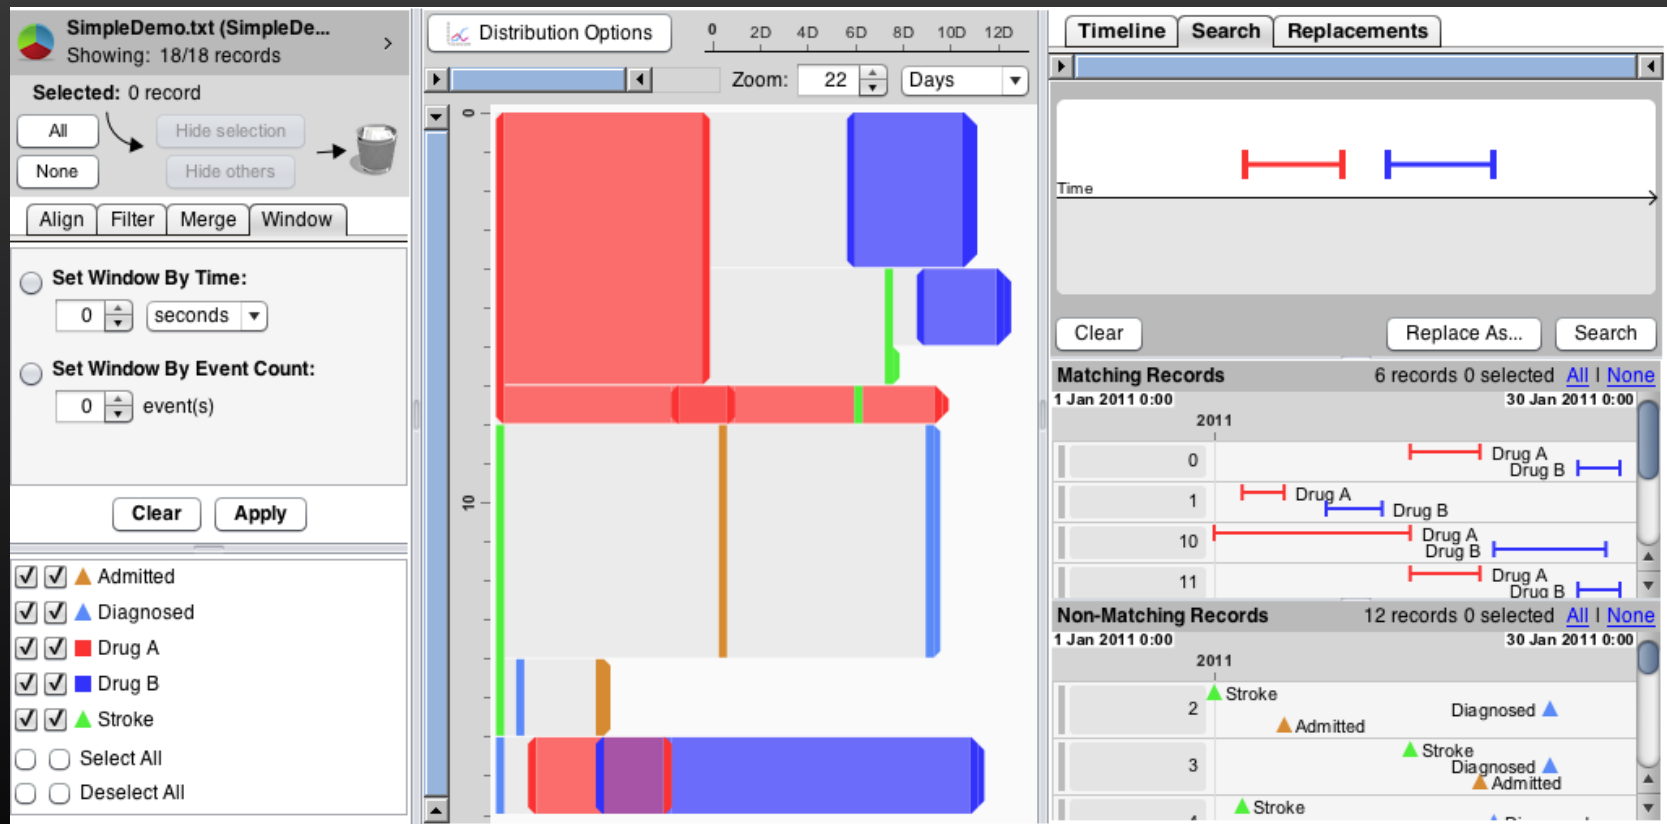 SimpleDemo.txt (SimpleDe...
Showing: 18/18 records
Selected: 0 record
All
Hide selection
None
Hide others
Align Filter Merge Window
Set Window By Time:
0 seconds
Set Window By Event Count:
0 event(s)
Clear Apply
Admitted
Diagnosed
Drug A
Drug B
Stroke
Select All
Deselect All
Distribution Options
0 2D 4D 6D 8D 10D 12D
Zoom: 22 Days
0
10
Timeline Search Replacements
Time
Clear Replace As... Search
Matching Records 6 records 0 selected All | None
1 Jan 2011 0:00 30 Jan 2011 0:00
2011
0 Drug A
Drug B
1 Drug A
Drug B
10 Drug A
Drug B
11 Drug A
Drug B
Non-Matching Records 12 records 0 selected All | None
1 Jan 2011 0:00 30 Jan 2011 0:00
2011
2 Stroke
Diagnosed
Admitted
3 Stroke
Diagnosed
Admitted
Stroke